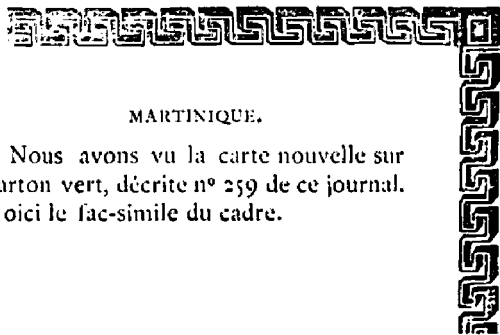 MARTINIQUE.
Nous avons vu la carte nouvelle sur
arton vert, décrite nº 259 de ce journal.
oici le fac-simile du cadre.